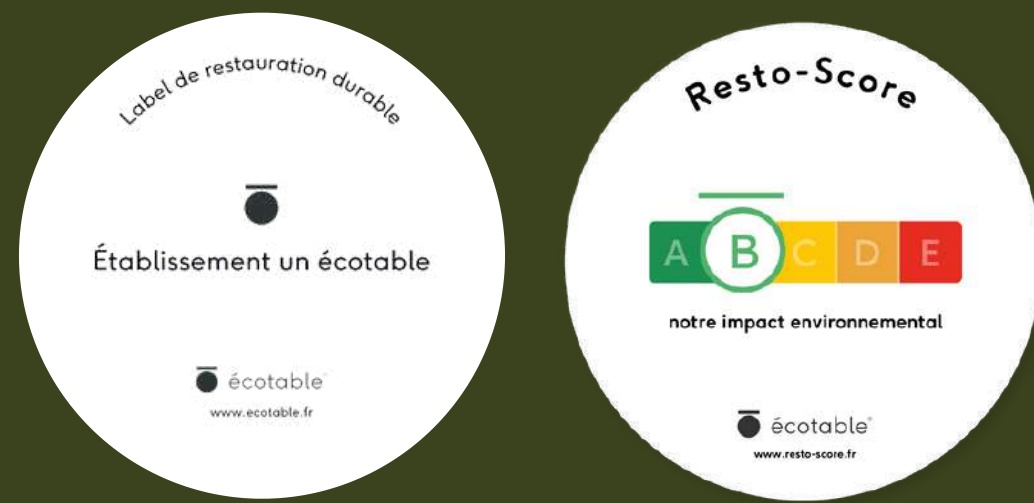 Label de restauration durable
Établissement un écotable
écotable
www.ecotable.fr
Resto-Score
A B C D E
notre impact environnemental
écotable
www.resto-score.fr